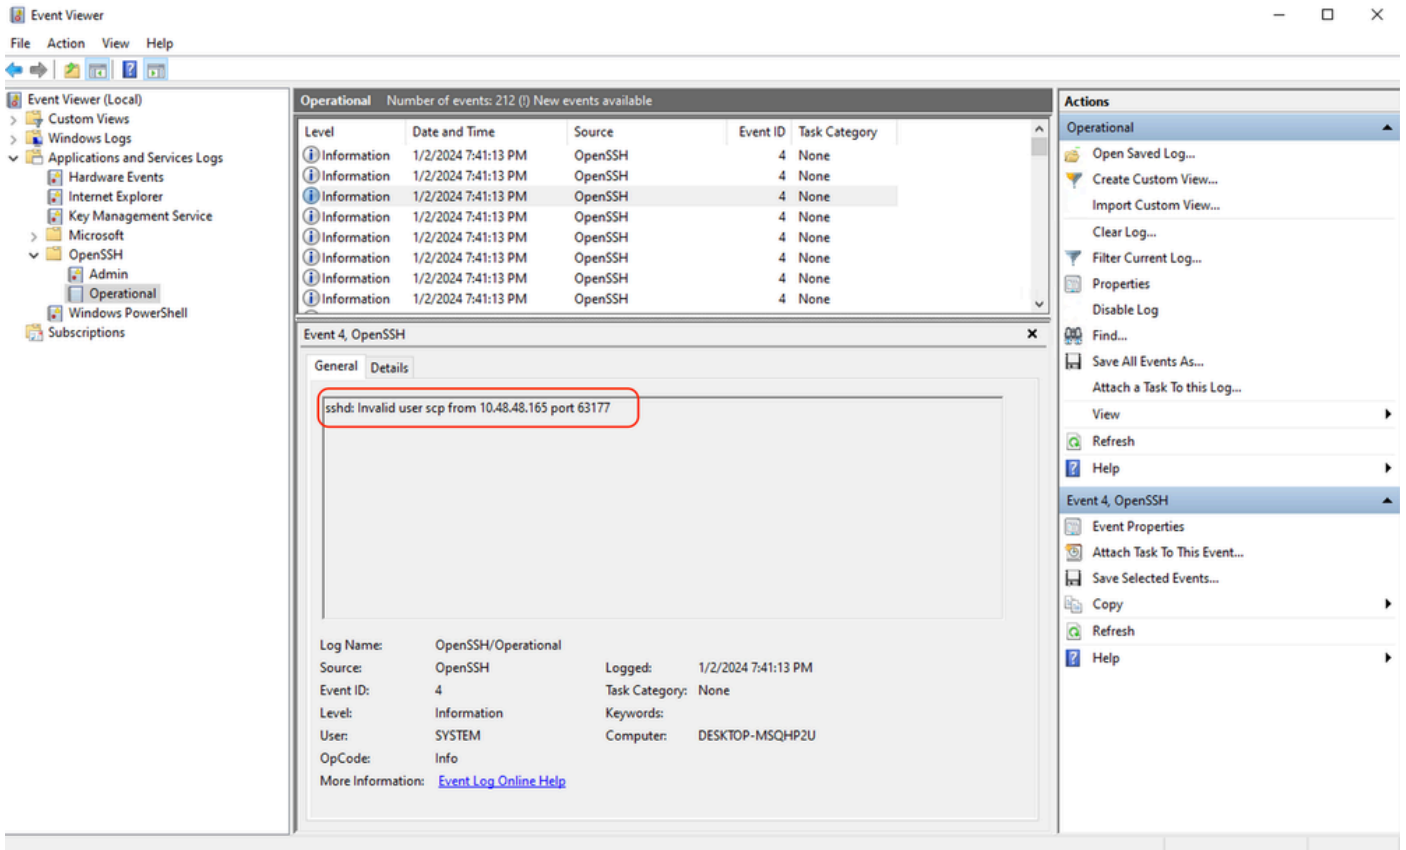 Event Viewer
File Action View Help
Event Viewer (Local)
Custom Views
Windows Logs
Applications and Services Logs
Hardware Events
Internet Explorer
Key Management Service
Microsoft
OpenSSH
Admin
Operational
Windows PowerShell
Subscriptions
Operational Number of events: 212 (!) New events available
Level Date and Time Source Event ID Task Category
Information 1/2/2024 7:41:13 PM OpenSSH 4 None
Information 1/2/2024 7:41:13 PM OpenSSH 4 None
Information 1/2/2024 7:41:13 PM OpenSSH 4 None
Information 1/2/2024 7:41:13 PM OpenSSH 4 None
Information 1/2/2024 7:41:13 PM OpenSSH 4 None
Information 1/2/2024 7:41:13 PM OpenSSH 4 None
Information 1/2/2024 7:41:13 PM OpenSSH 4 None
Information 1/2/2024 7:41:13 PM OpenSSH 4 None
Event 4, OpenSSH
General Details
sshd: Invalid user scp from 10.48.48.165 port 63177
Log Name: OpenSSH/Operational
Source: OpenSSH Logged: 1/2/2024 7:41:13 PM
Event ID: 4 Task Category: None
Level: Information Keywords:
User: SYSTEM Computer: DESKTOP-MSQHP2U
OpCode: Info
More Information: Event Log Online Help
Actions
Operational
Open Saved Log...
Create Custom View...
Import Custom View...
Clear Log...
Filter Current Log...
Properties
Disable Log
Find...
Save All Events As...
Attach a Task To this Log...
View
Refresh
Help
Event 4, OpenSSH
Event Properties
Attach Task To This Event...
Save Selected Events...
Copy
Refresh
Help